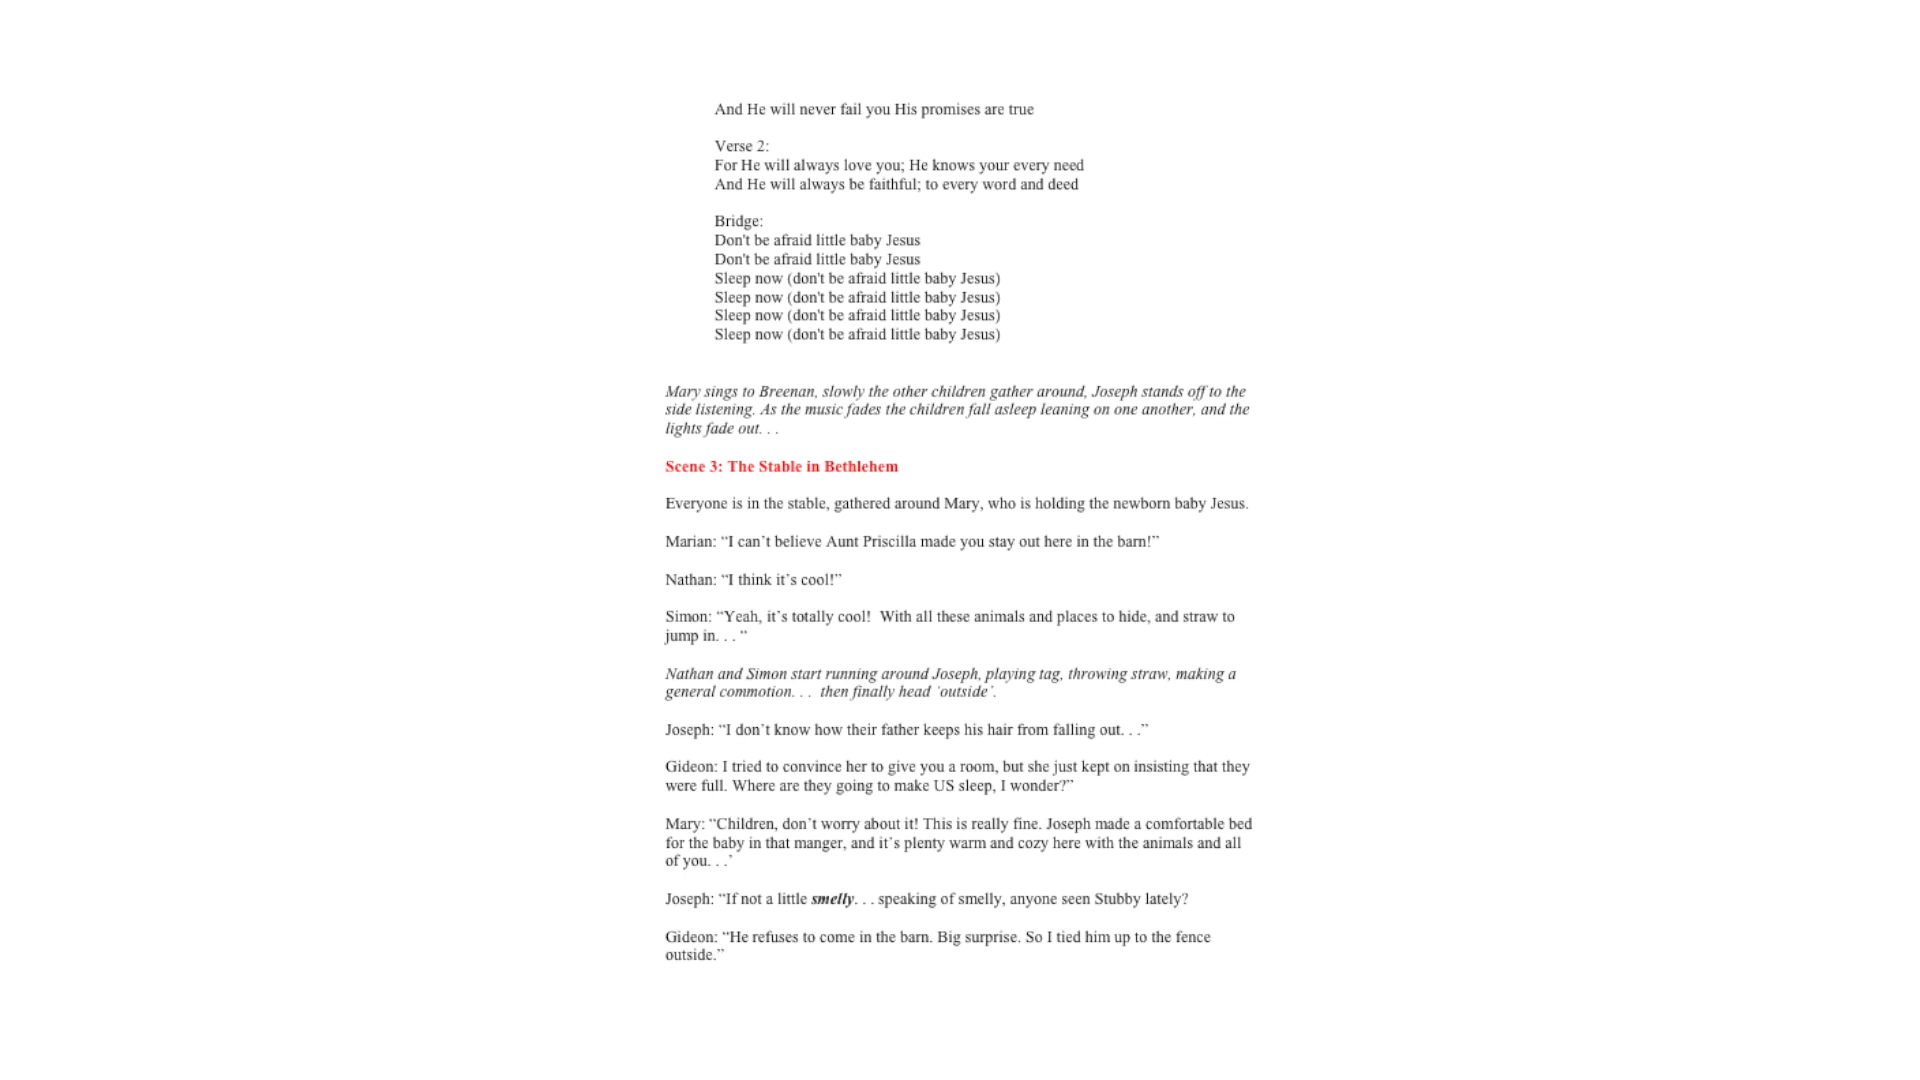 And He will never fail you His promises are true
Verse 2:
For He will always love you; He knows your every need
And He will always be faithful; to every word and deed
Bridge:
Don't be afraid little baby Jesus
Don't be afraid little baby Jesus
Sleep now (don't be afraid little baby Jesus)
Sleep now (don't be afraid little baby Jesus)
Sleep now (don't be afraid little baby Jesus)
Sleep now (don't be afraid little baby Jesus)
Mary sings to Breenan, slowly the other children gather around, Joseph stands off to the
side listening. As the music fades the children fall asleep leaning on one another, and the
lights fade out. . .
Scene 3: The Stable in Bethlehem
Everyone is in the stable, gathered around Mary, who is holding the newborn baby Jesus.
Marian: “I can’t believe Aunt Priscilla made you stay out here in the barn!”
Nathan: “I think it’s cool!”
Simon: “Yeah, it’s totally cool!  With all these animals and places to hide, and straw to
jump in. . . “
Nathan and Simon start running around Joseph, playing tag, throwing straw, making a
general commotion. . .  then finally head ‘outside’.
Joseph: “I don’t know how their father keeps his hair from falling out. . .”
Gideon: I tried to convince her to give you a room, but she just kept on insisting that they
were full. Where are they going to make US sleep, I wonder?”
Mary: “Children, don’t worry about it! This is really fine. Joseph made a comfortable bed
for the baby in that manger, and it’s plenty warm and cozy here with the animals and all
of you. . .’
Joseph: “If not a little smelly. . . speaking of smelly, anyone seen Stubby lately?
Gideon: “He refuses to come in the barn. Big surprise. So I tied him up to the fence
outside.”